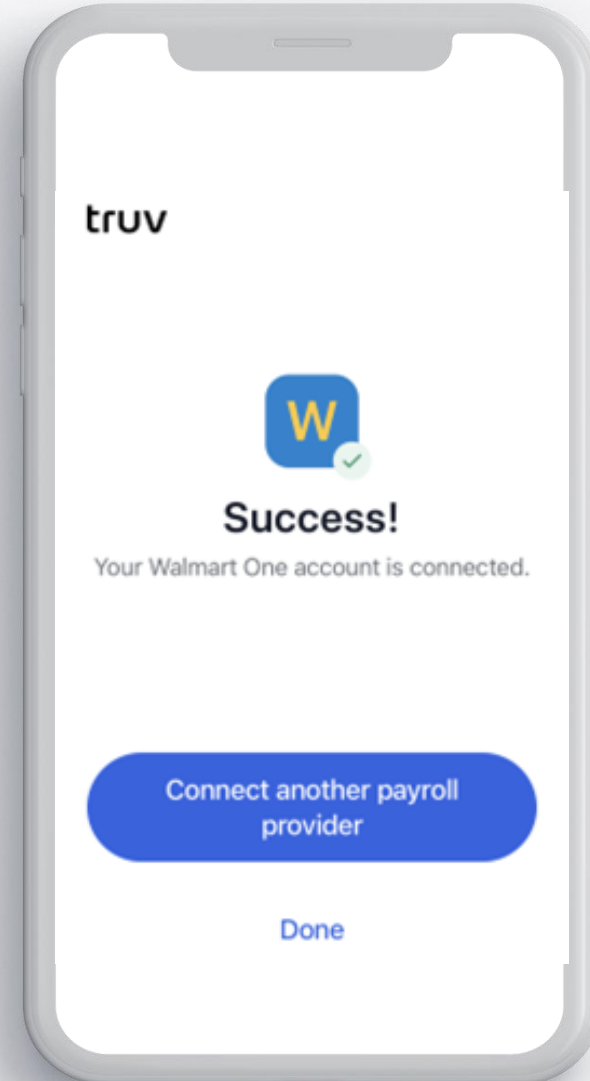 truv
W
Success!
Your Walmart One account is connected.
Connect another payroll
provider
Done